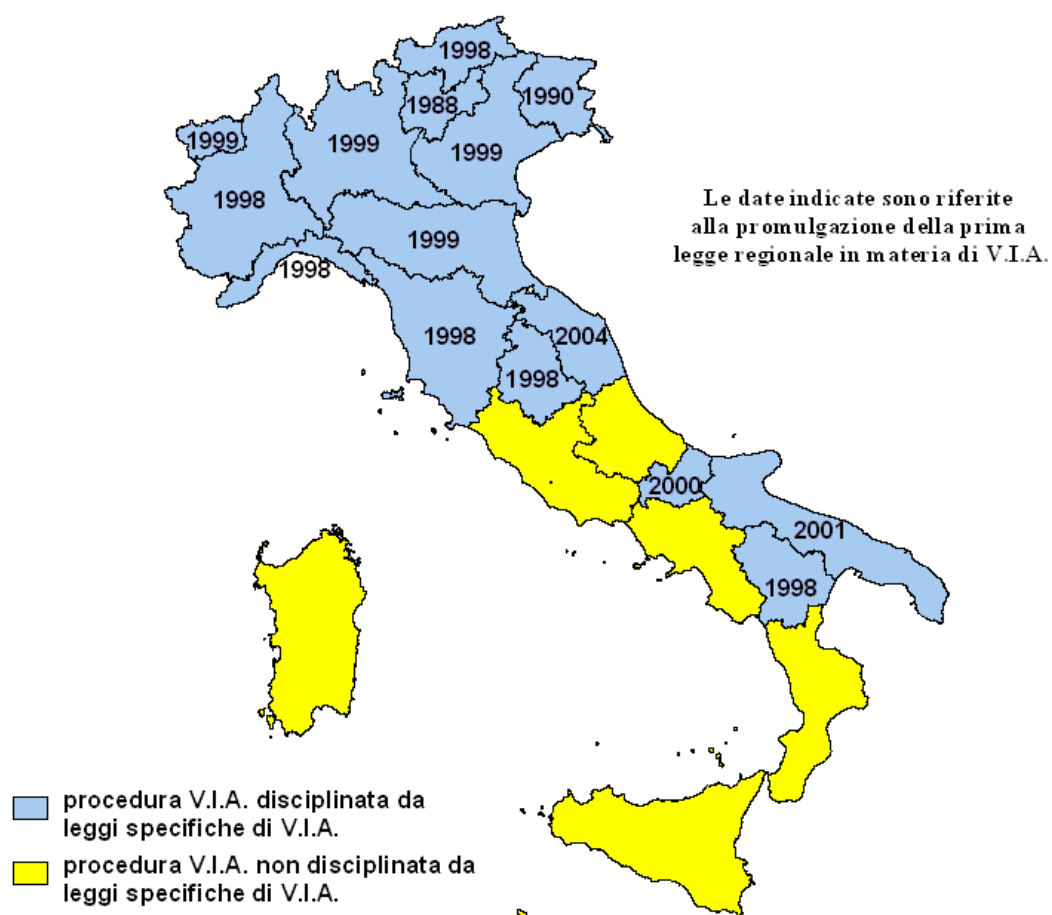 1998
1988
1990
1999
1999
1999
1998
Le date indicate sono riferite
alla promulgazione della prima
legge regionale in materia di V.I.A.
1999
1998
1998
2004
1998
2000
2001
1998
procedura V.I.A. disciplinata da
leggi specifiche di V.I.A.
procedura V.I.A. non disciplinata da
leggi specifiche di V.I.A.